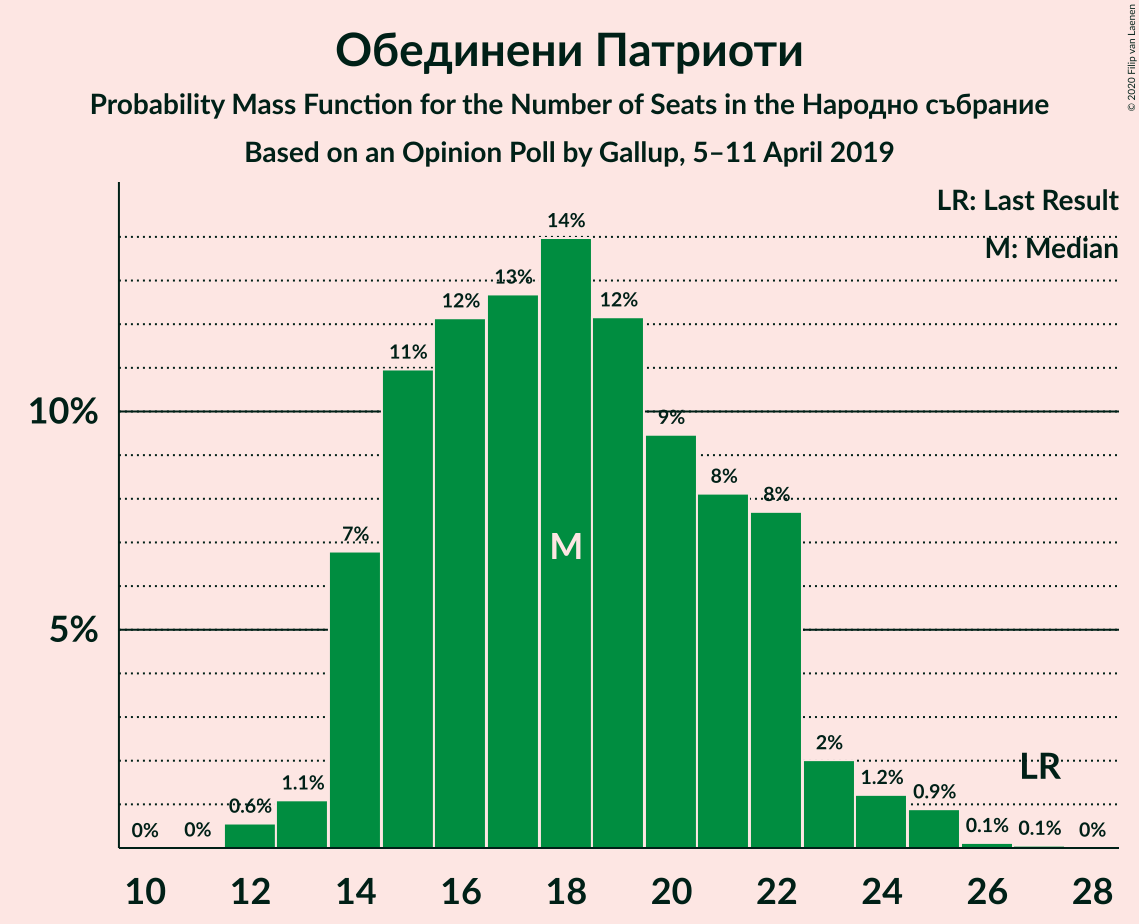 Обединени Патриоти
Probability Mass Function for the Number of Seats in the Народно събрание
Based on an Opinion Poll by Gallup, 5–11 April 2019
© 2020 Filip van Laenen
LR: Last Result
M: Median
14%
13%
12%
12%
11%
10%
9%
8%
8%
7%
M
5%
2%
LR
1.2%
1.1%
0.9%
0.6%
0.1%
0.1%
0%
0%
0%
10 12 14 16 18 20 22 24 26 28